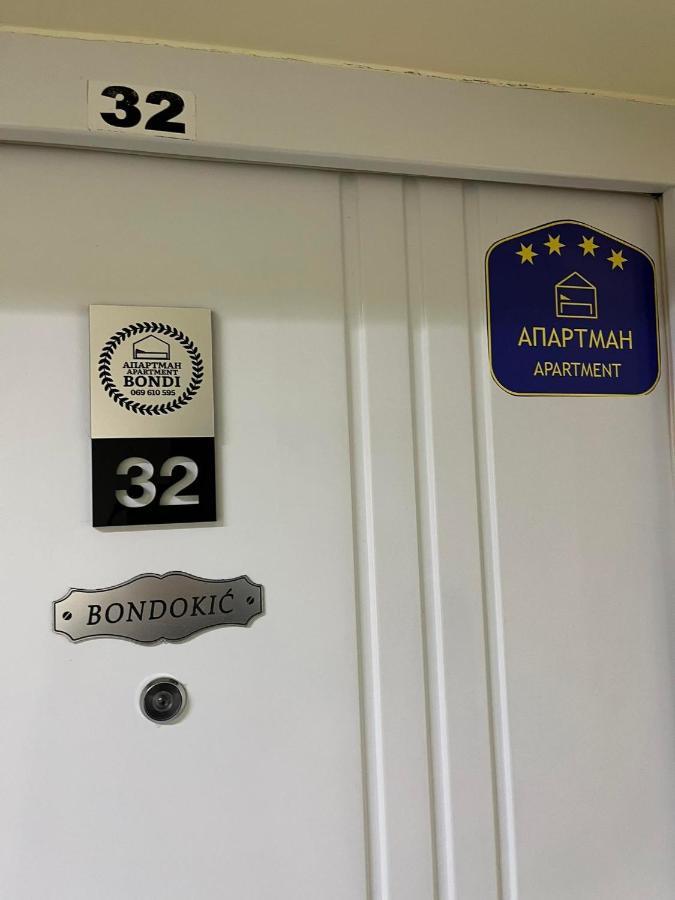 32
АПАРТМАН
APARTMENT
BONDI
069 610 595
32
BONDOKIĆ
АПАРТМАН
APARTMENT